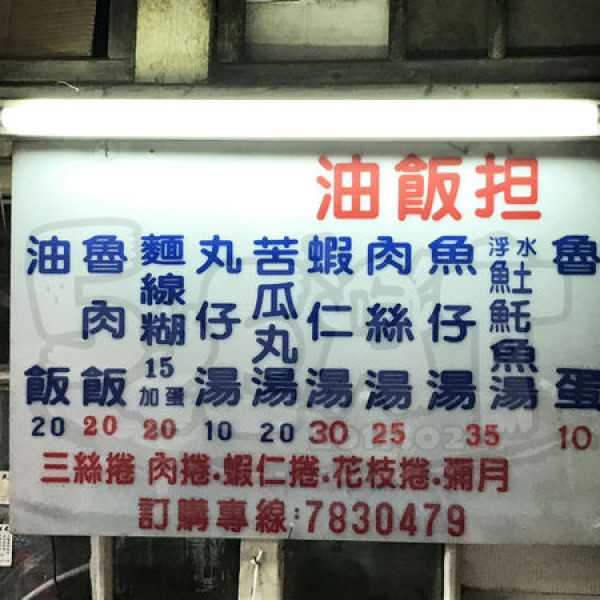 油飯担
油飯 20
魯肉飯 20
麵線糊 15 加蛋 20
丸仔湯 10
苦瓜丸湯 20
蝦仁湯 30
肉絲湯 25
魚仔湯
浮水魚土魠魚湯
35
魯蛋 10
三絲捲 肉捲.蝦仁捲.花枝捲.彌月
訂購專線:7830479